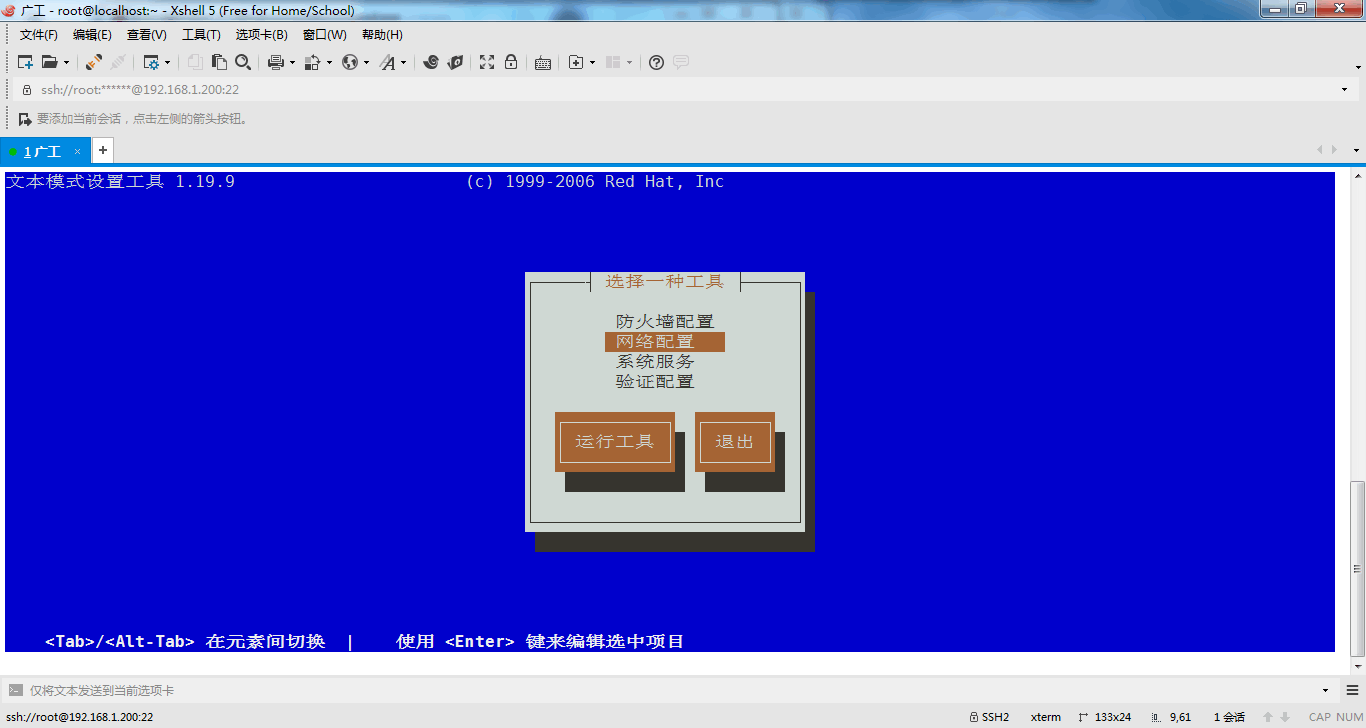 广工 - root@localhost:~ - Xshell 5 (Free for Home/School)
文件(F) 编辑(E) 查看(V) 工具(T) 选项卡(B) 窗口(W) 帮助(H)
ssh://root:******@192.168.1.200:22
要添加当前会话，点击左侧的箭头按钮。
1 广工 × +
文本模式设置工具 1.19.9 (c) 1999-2006 Red Hat, Inc
选择一种工具
防火墙配置
网络配置
系统服务
验证配置
运行工具 退出
<Tab>/<Alt-Tab> 在元素间切换 | 使用 <Enter> 键来编辑选中项目
仅将文本发送到当前选项卡
ssh://root@192.168.1.200:22 SSH2 xterm 133x24 9,61 1 会话 CAP NUM